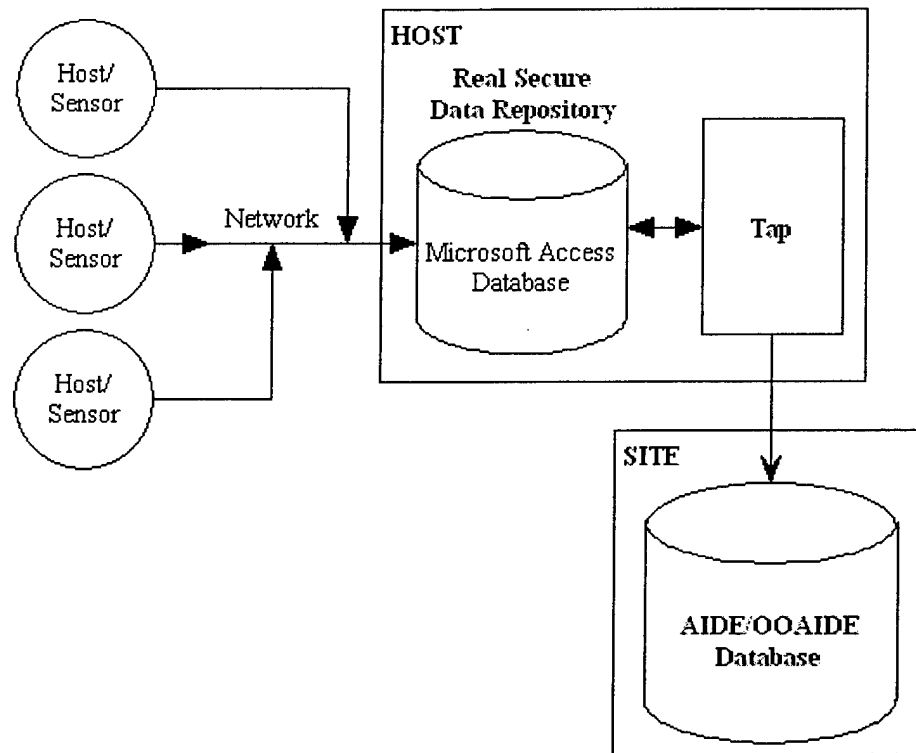 HOST
Real Secure
Data Repository
Host/
Sensor
Host/
Sensor
Network
Microsoft Access
Database
Tap
Host/
Sensor
SITE
AIDE/OOAIDE
Database